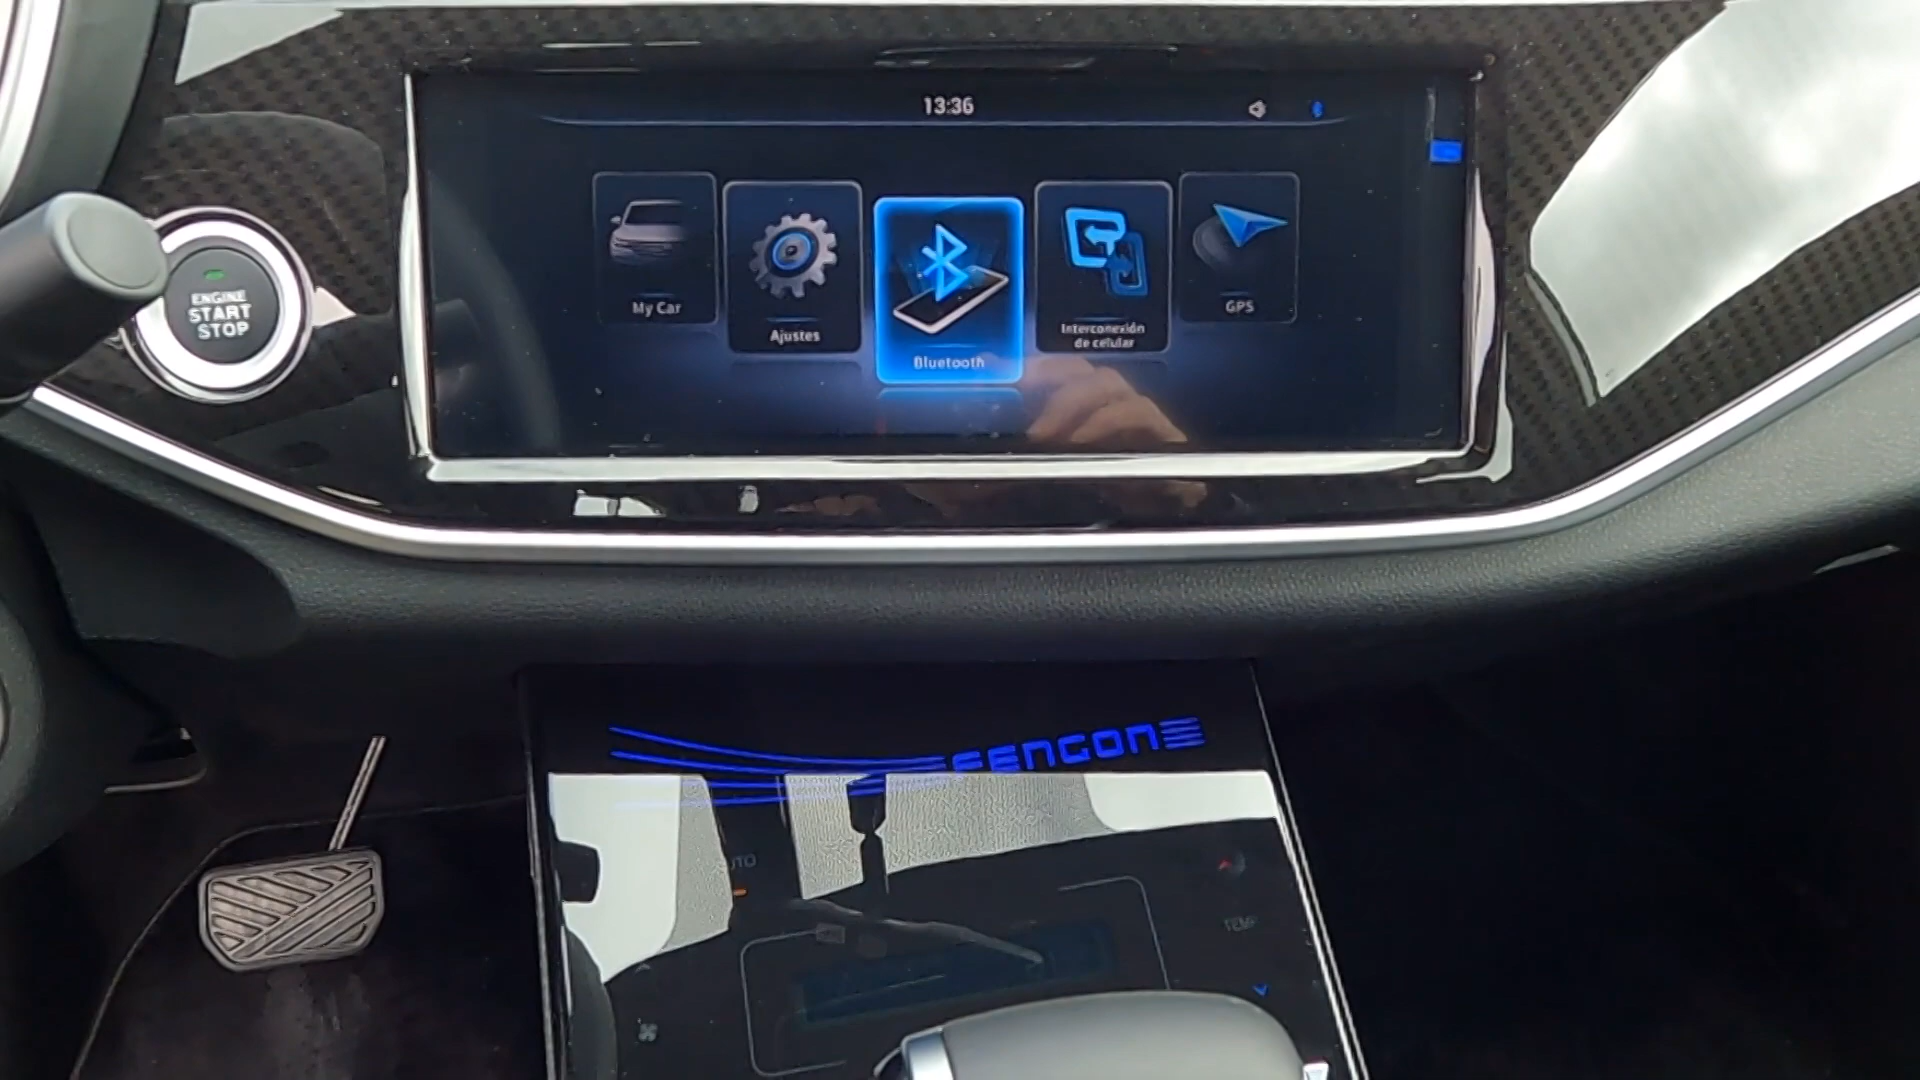 13:36
My Car
Ajustes
Bluetooth
Interconexión
de celular
GPS
ENGINE
START
STOP
FENGON
TEMP